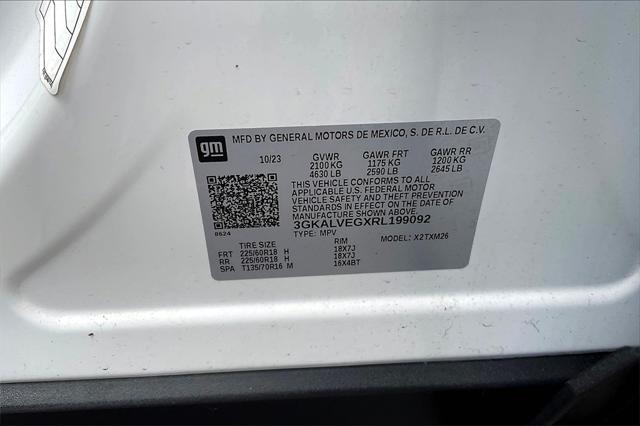 gm
MFD BY GENERAL MOTORS DE MEXICO, S. DE R.L. DE C.V.
10/23 GVWR GAWR FRT GAWR RR
2100 KG 1175 KG 1200 KG
4630 LB 2590 LB 2645 LB
THIS VEHICLE CONFORMS TO ALL
APPLICABLE U.S. FEDERAL MOTOR
VEHICLE SAFETY STANDARDS
IN EFFECT ON THE DATE OF
MANUFACTURE SHOWN ABOVE.
3GKALVEGXRL199092
0624
TYPE: MPV MODEL: X2TXM26
TIRE SIZE RIM
FRT 225/60R18 H 18X7J
RR 225/60R18 H 18X7J
SPA T135/70R16 M 16X4BT